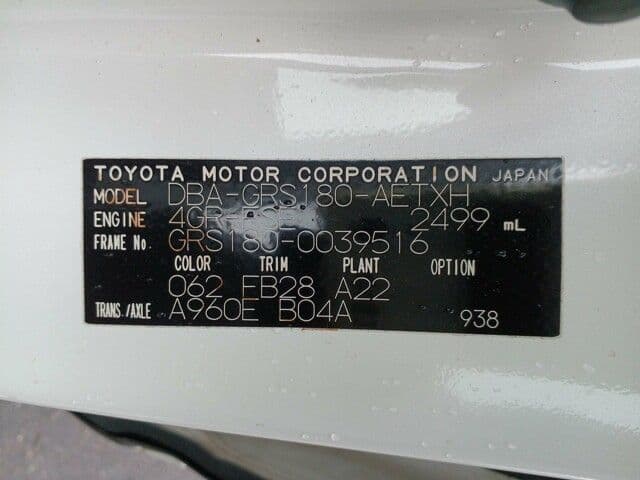 TOYOTA MOTOR CORPORATION JAPAN
MODEL DBA-GRS180-AETXH
ENGINE 4GR-FSE 2499 mL
FRAME No. GRS180-0039516
COLOR TRIM PLANT OPTION
062 FB28 A22
TRANS./AXLE A960E B04A 938